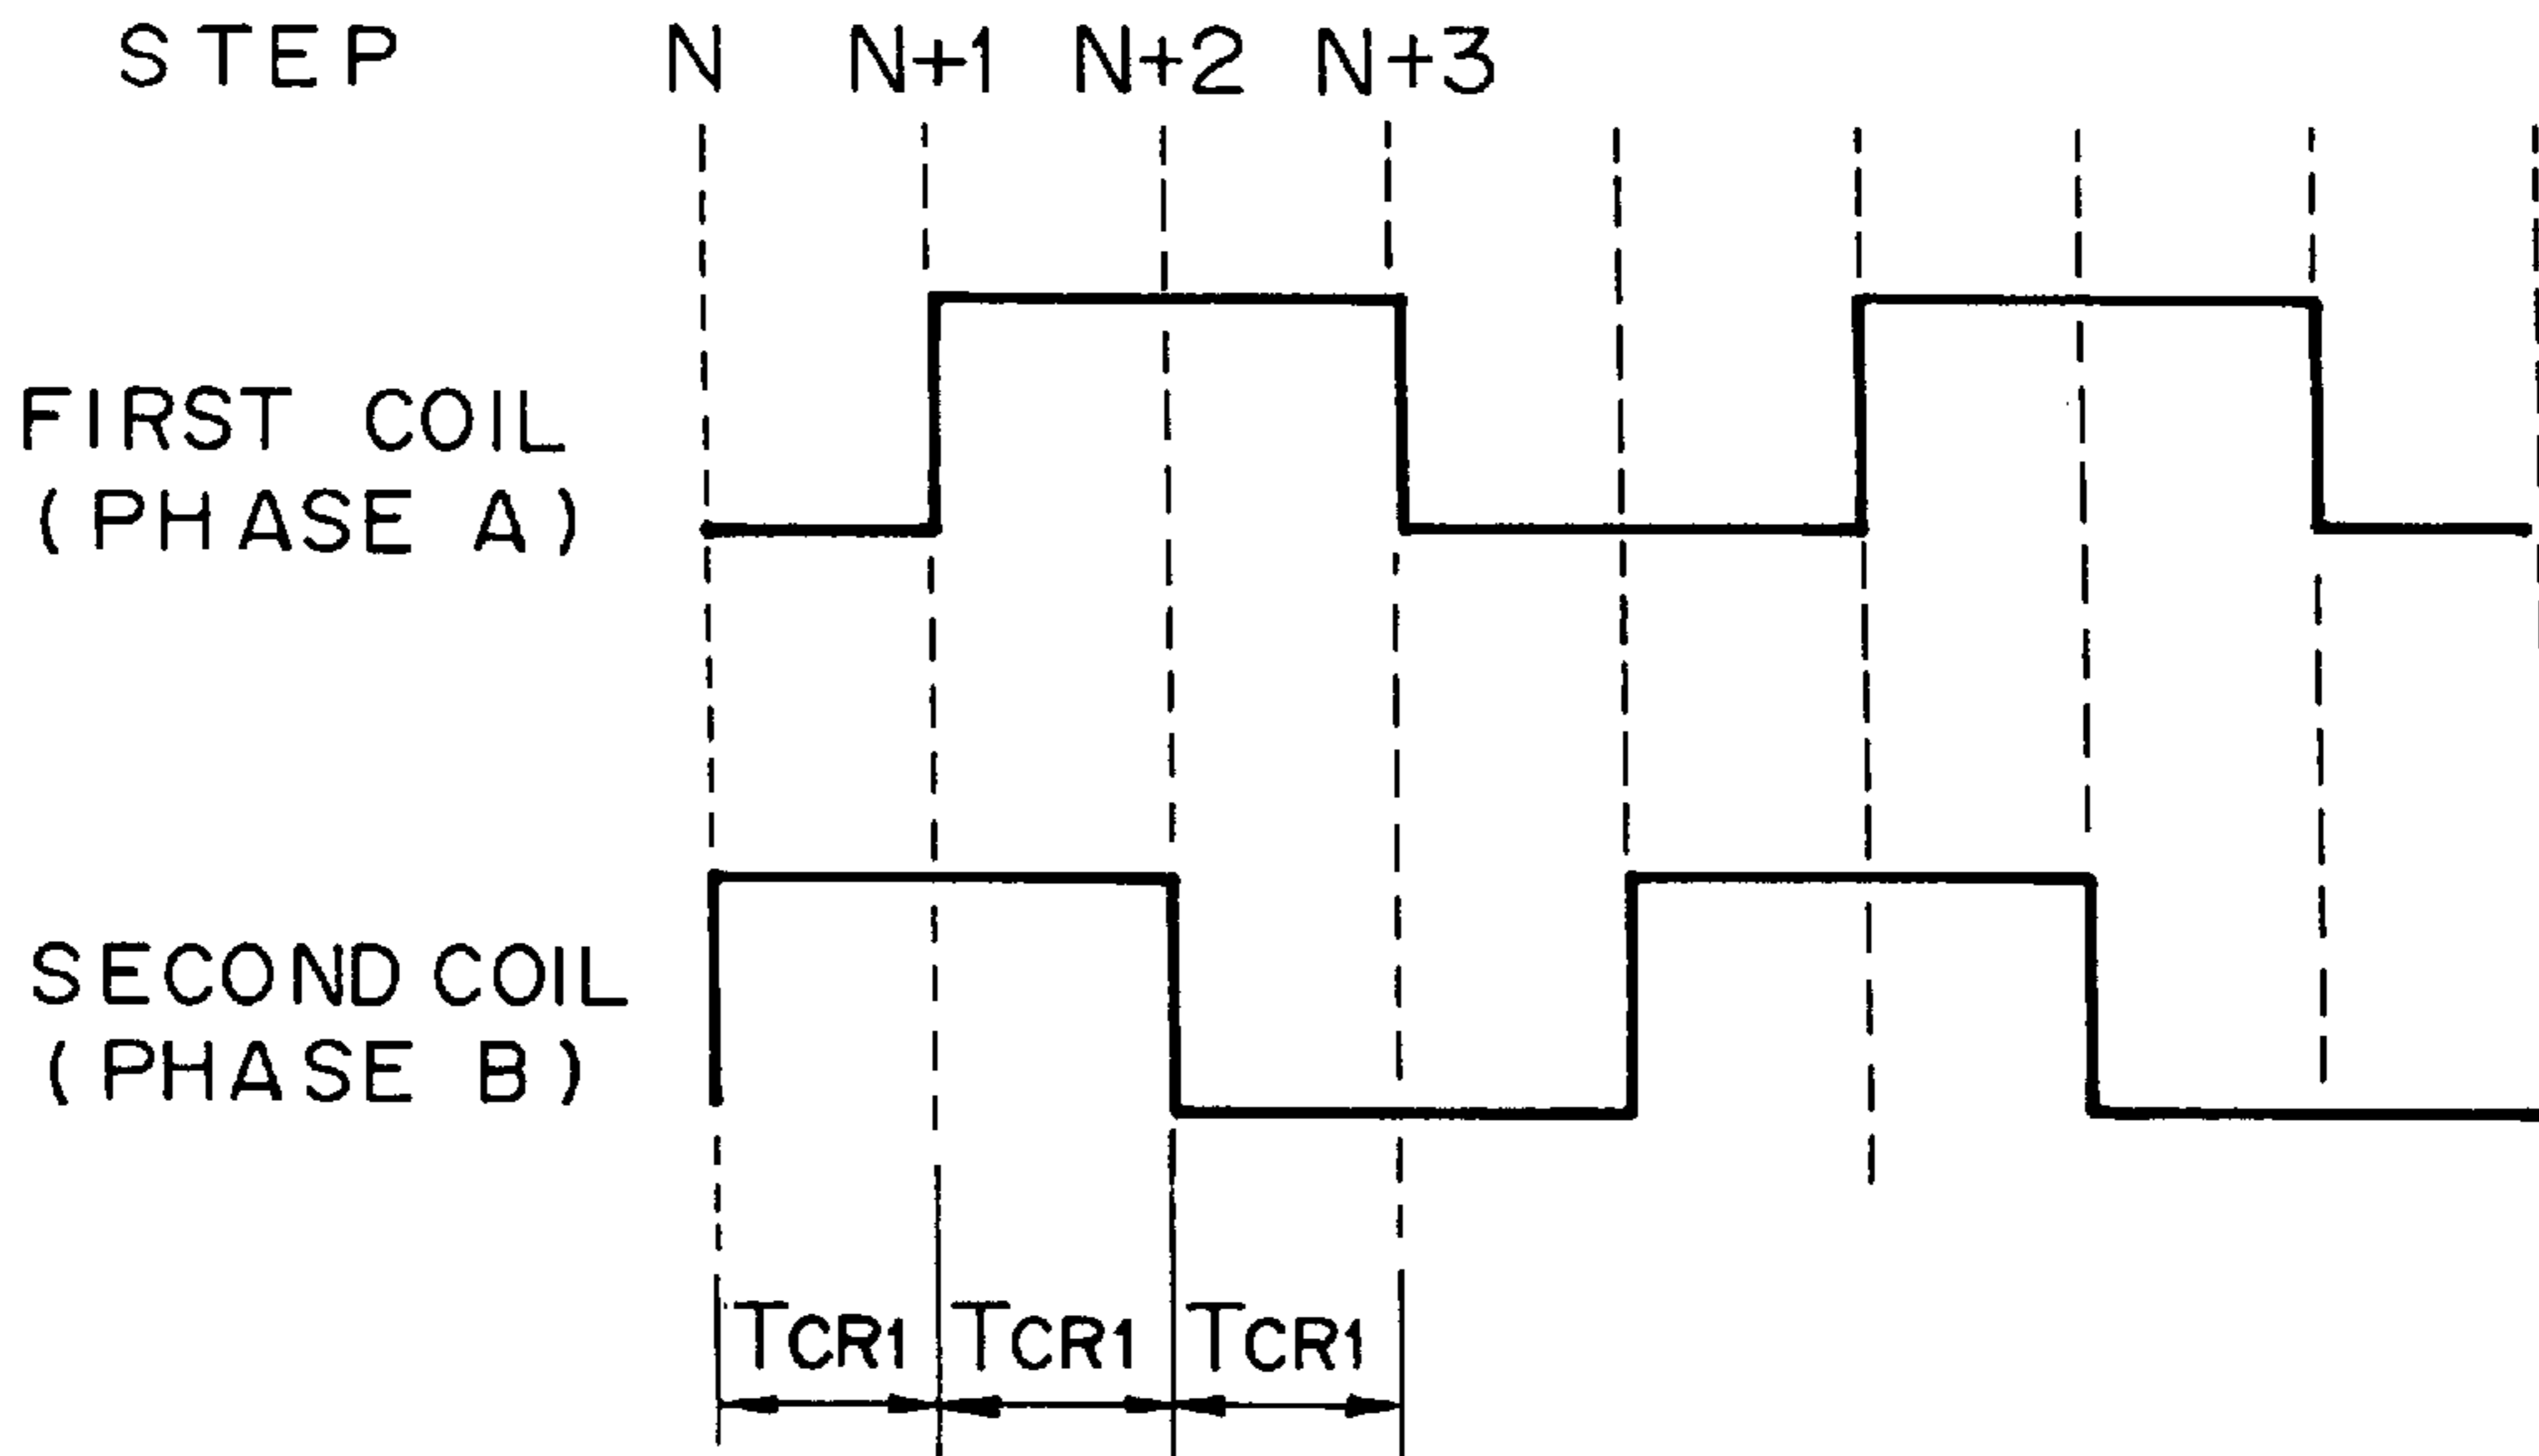 STEP N N+1 N+2 N+3
FIRST COIL
(PHASE A)
SECOND COIL
(PHASE B)
TCR1 TCR1 TCR1